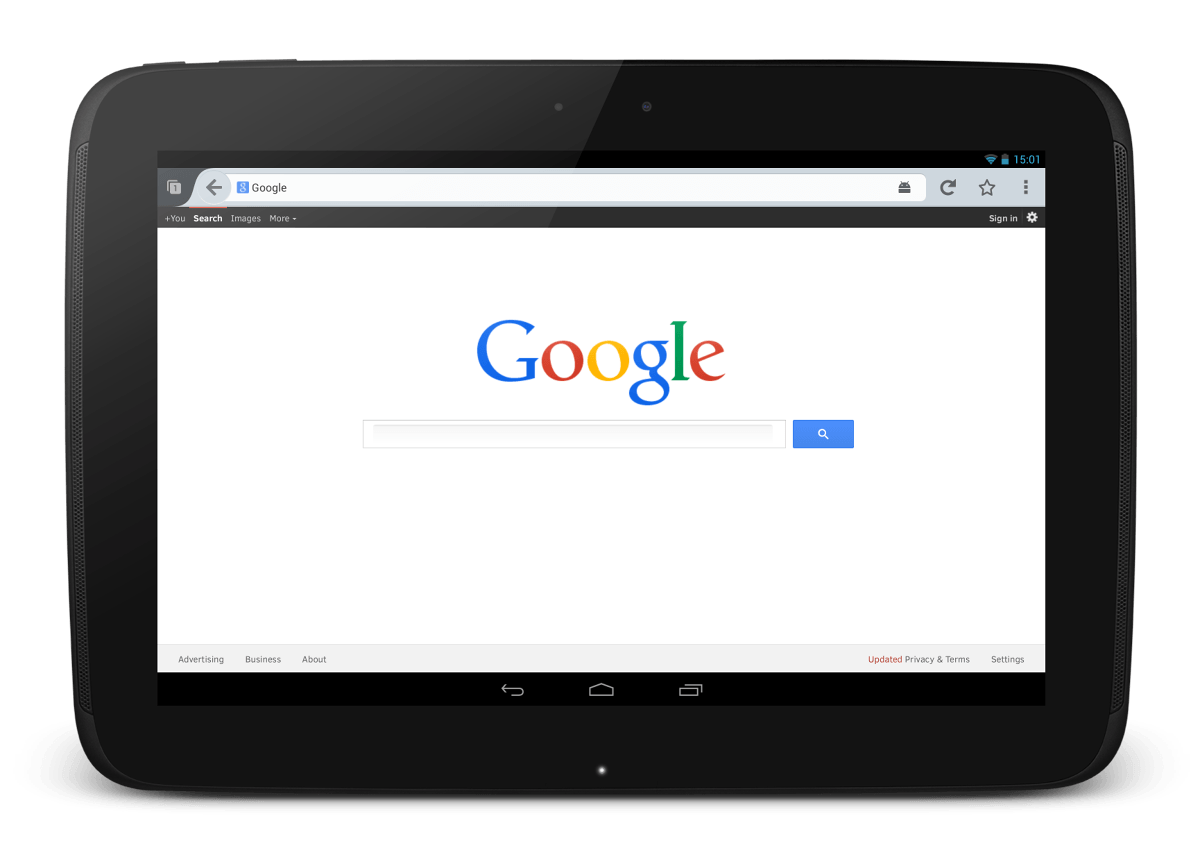 15:01
1 g Google
+You Search Images More Sign in
Google
Advertising Business About Updated Privacy & Terms Settings